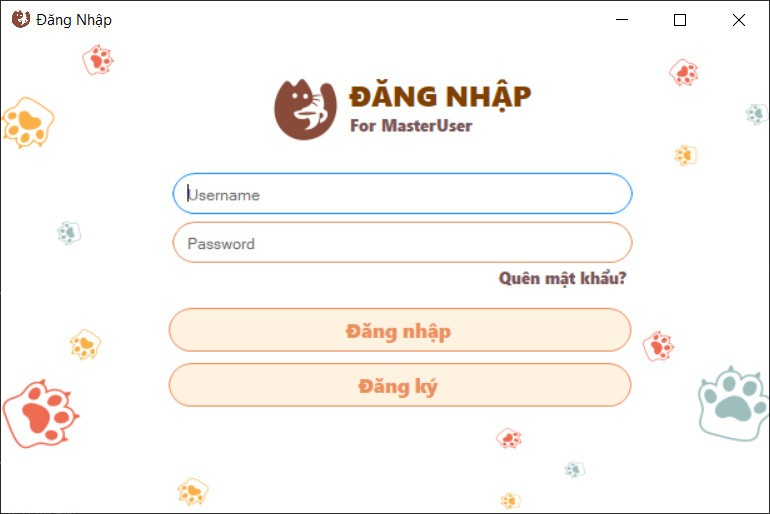 Đăng Nhập
ĐĂNG NHẬP
For MasterUser
Username
Password
Quên mật khẩu?
Đăng nhập
Đăng ký